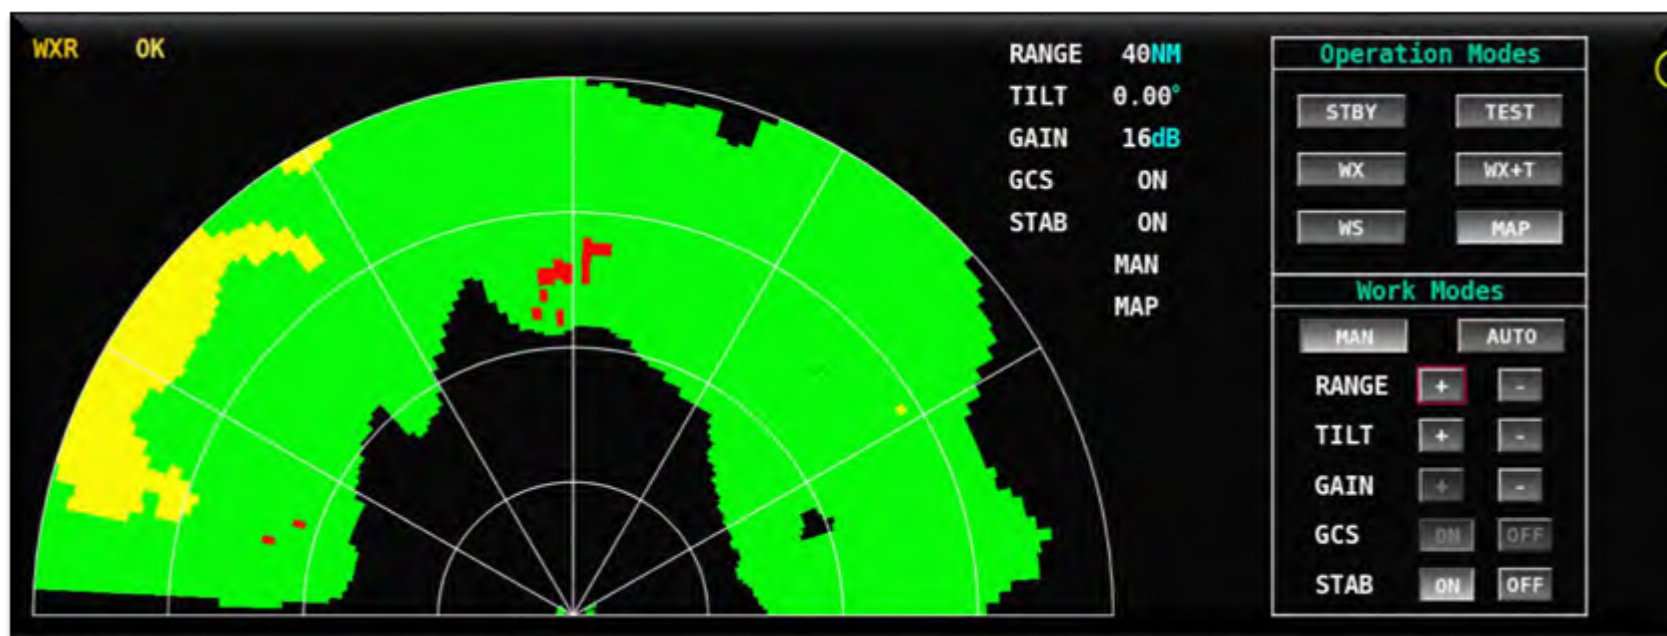 WXR OK
RANGE 40NM
TILT 0.00°
GAIN 16dB
GCS ON
STAB ON
MAN
MAP
Operation Modes
STBY TEST
WX WX+T
WS MAP
Work Modes
MAN AUTO
RANGE + -
TILT + -
GAIN + -
GCS ON OFF
STAB ON OFF